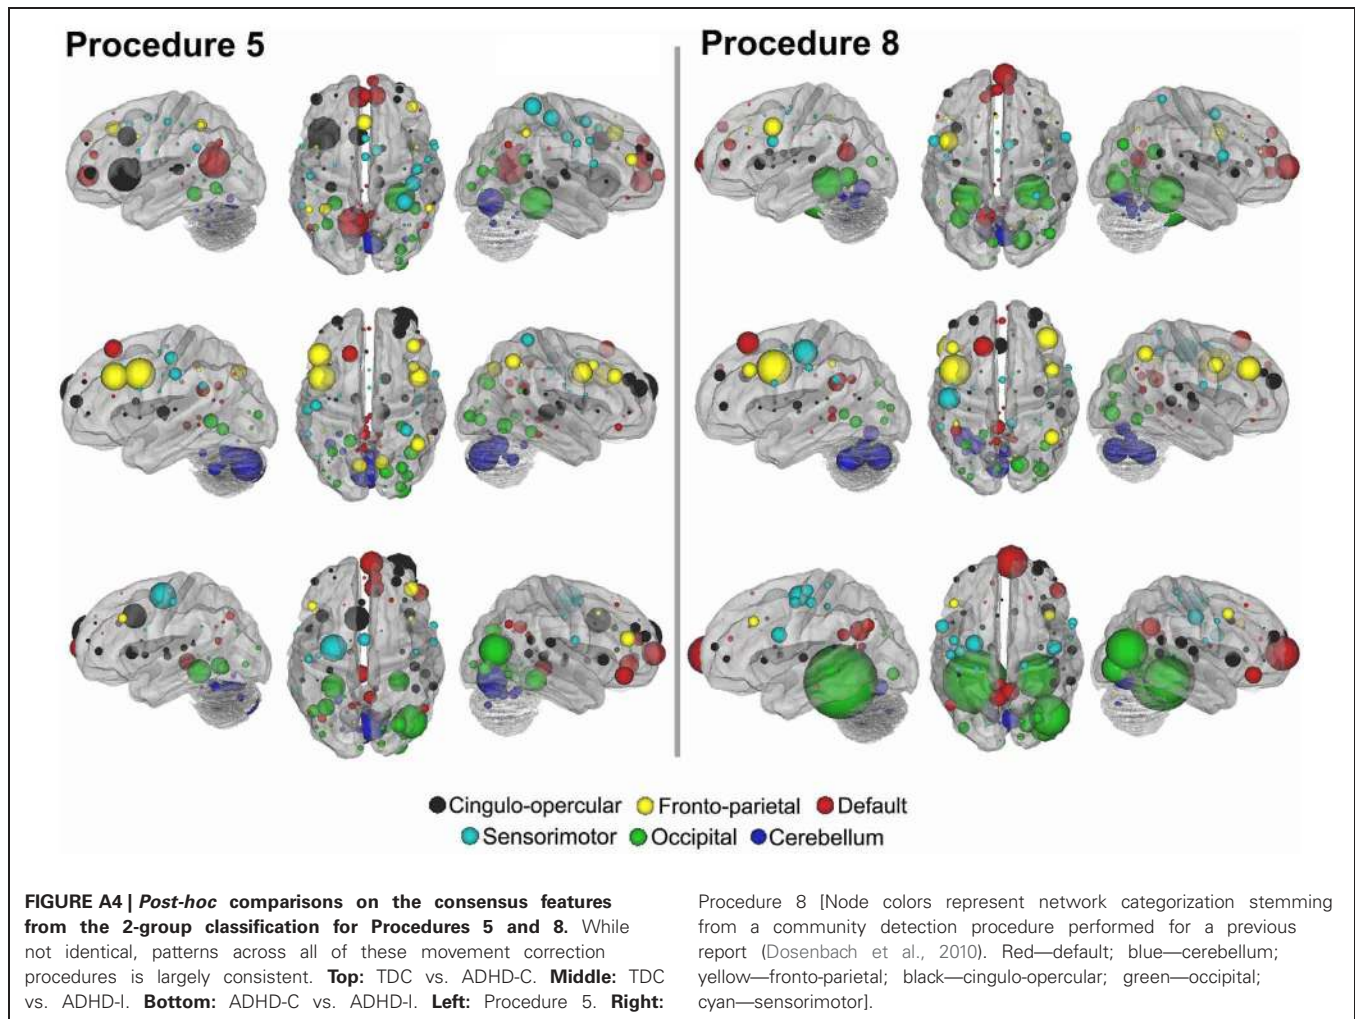 Procedure 5
Procedure 8
Cingulo-opercular Fronto-parietal Default
Sensorimotor Occipital Cerebellum
FIGURE A4 | Post-hoc comparisons on the consensus features
from the 2-group classification for Procedures 5 and 8. While
not identical, patterns across all of these movement correction
procedures is largely consistent. Top: TDC vs. ADHD-C. Middle: TDC
vs. ADHD-I. Bottom: ADHD-C vs. ADHD-I. Left: Procedure 5. Right:
Procedure 8 [Node colors represent network categorization stemming
from a community detection procedure performed for a previous
report (Dosenbach et al., 2010). Red—default; blue—cerebellum;
yellow—fronto-parietal; black—cingulo-opercular; green—occipital;
cyan—sensorimotor].